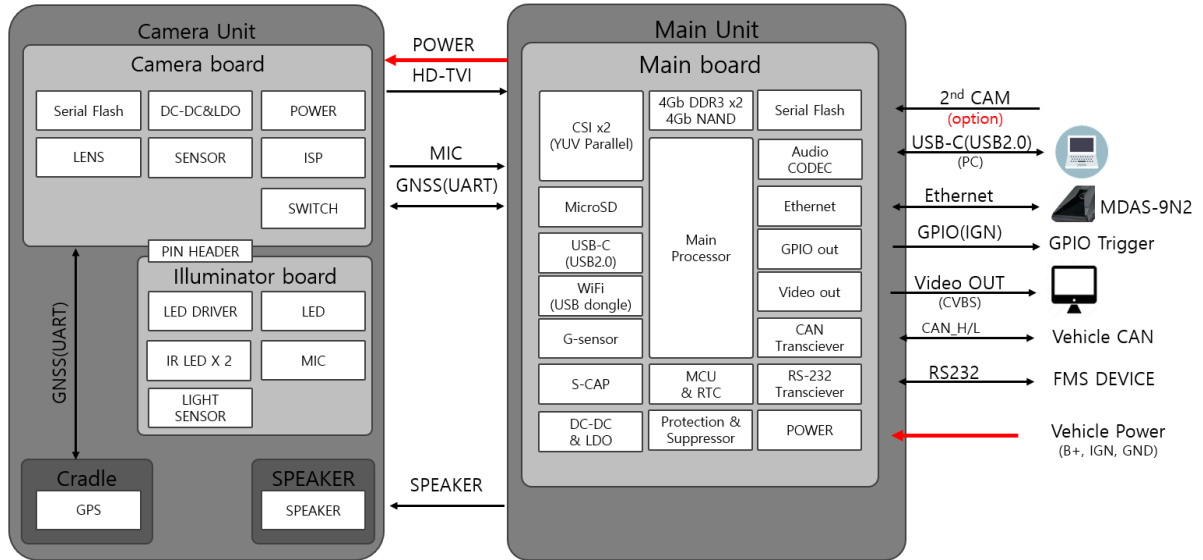 Camera Unit
Camera board
Serial Flash
DC-DC&LDO
POWER
LENS
SENSOR
ISP
SWITCH
PIN HEADER
Illuminator board
LED DRIVER
LED
IR LED X 2
MIC
LIGHT
SENSOR
GNSS(UART)
Cradle
GPS
SPEAKER
SPEAKER
POWER
HD-TVI
MIC
GNSS(UART)
SPEAKER
Main Unit
Main board
CSI x2
(YUV Parallel)
4Gb DDR3 x2
4Gb NAND
Serial Flash
Audio
CODEC
MicroSD
Main
Processor
Ethernet
USB-C
(USB2.0)
GPIO out
WiFi
(USB dongle)
Video out
G-sensor
CAN
Transciever
S-CAP
MCU
& RTC
RS-232
Transciever
DC-DC
& LDO
Protection &
Suppressor
POWER
2nd CAM
(option)
USB-C(USB2.0)
(PC)
Ethernet
MDAS-9N2
GPIO(IGN)
GPIO Trigger
Video OUT
(CVBS)
CAN_H/L
Vehicle CAN
RS232
FMS DEVICE
Vehicle Power
(B+, IGN, GND)